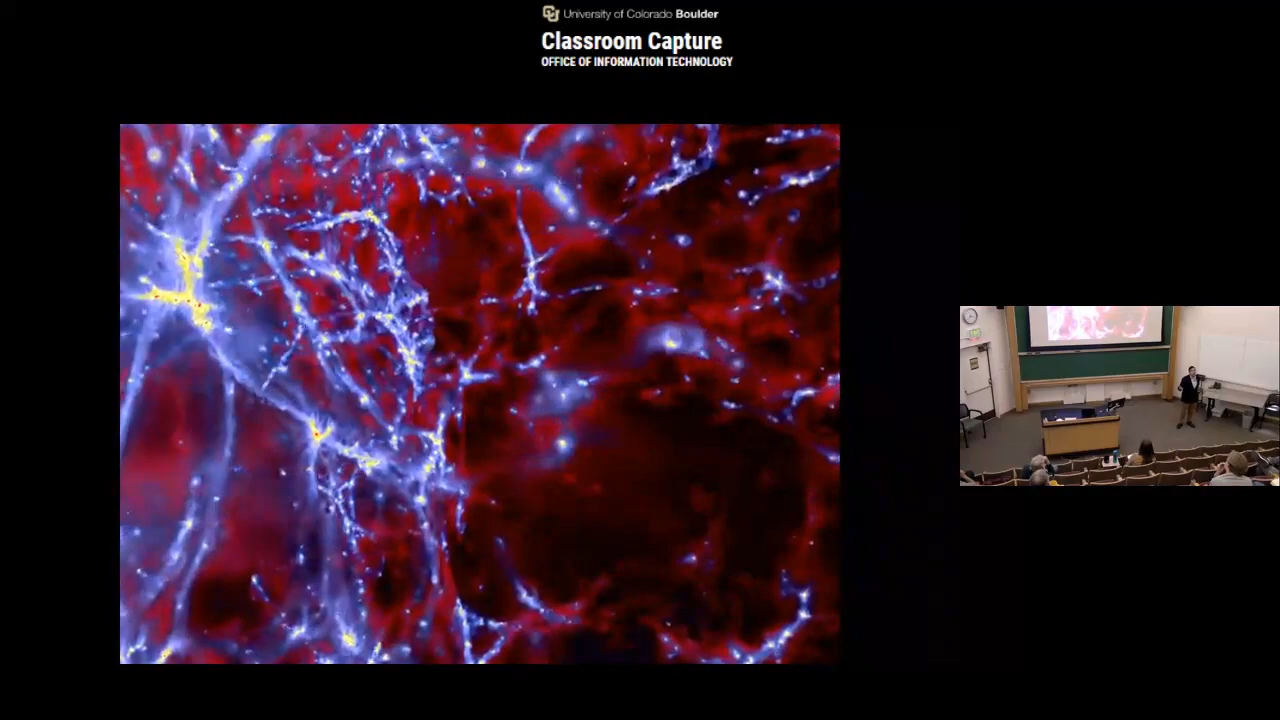 University of Colorado Boulder
Classroom Capture
OFFICE OF INFORMATION TECHNOLOGY